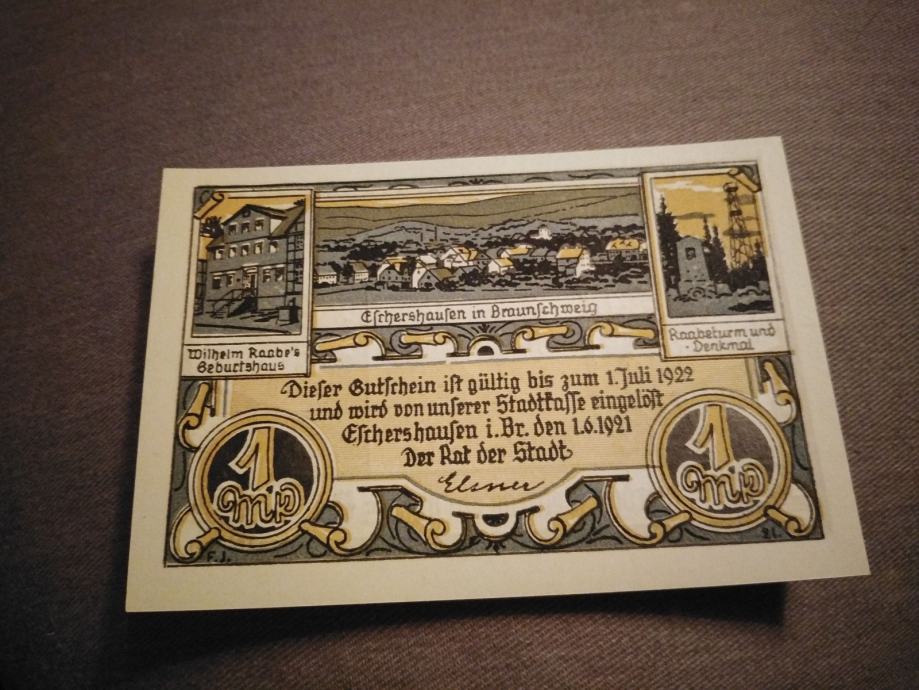 Wilhelm Raabe's
Geburtshaus
Eschershausen in Braunschweig
Raabeturm und
Denkmal
Dieser Gutschein ist gültig bis zum 1. Juli 1922
und wird von unserer Stadtkasse eingelöst
Eschershausen i. Br. den 1.6.1921
Der Rat der Stadt
Elsner
1
Mk
1
Mk
F.J.